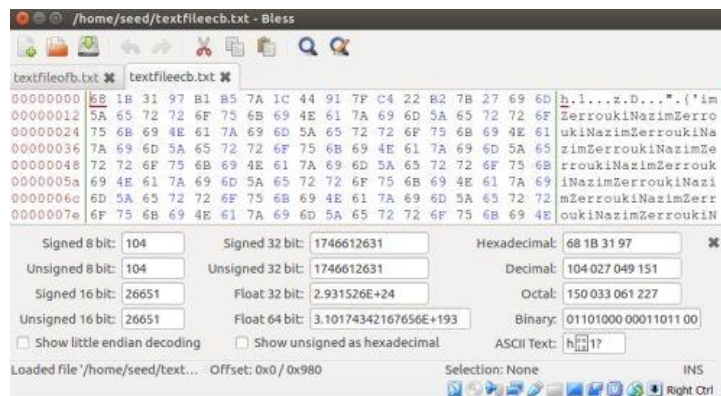 /home/seed/textfileecb.txt - Bless
textfileofb.txt textfileecb.txt
00000000 68 1B 31 97 B1 B5 7A 1C 44 91 7F C4 22 B2 7B 27 69 6D h.1...z.D...".{'im
00000012 5A 65 72 72 6F 75 6B 69 4E 61 7A 69 6D 5A 65 72 72 6F ZerroukiNazimZerro
00000024 75 6B 69 4E 61 7A 69 6D 5A 65 72 72 6F 75 6B 69 4E 61 ukiNazimZerroukiNa
00000036 7A 69 6D 5A 65 72 72 6F 75 6B 69 4E 61 7A 69 6D 5A 65 zimZerroukiNazimZe
00000048 72 72 6F 75 6B 69 4E 61 7A 69 6D 5A 65 72 72 6F 75 6B rroukiNazimZerrouk
0000005a 69 4E 61 7A 69 6D 5A 65 72 72 6F 75 6B 69 4E 61 7A 69 iNazimZerroukiNazi
0000006c 6D 5A 65 72 72 6F 75 6B 69 4E 61 7A 69 6D 5A 65 72 72 mZerroukiNazimZerr
0000007e 6F 75 6B 69 4E 61 7A 69 6D 5A 65 72 72 6F 75 6B 69 4E oukiNazimZerroukiN
Signed 8 bit: 104 Signed 32 bit: 1746612631 Hexadecimal: 68 1B 31 97
Unsigned 8 bit: 104 Unsigned 32 bit: 1746612631 Decimal: 104 027 049 151
Signed 16 bit: 26651 Float 32 bit: 2.931526E+24 Octal: 150 033 061 227
Unsigned 16 bit: 26651 Float 64 bit: 3.10174342167656E+193 Binary: 01101000 00011011 00
Show little endian decoding Show unsigned as hexadecimal ASCII Text: h 1?
Loaded file '/home/seed/text... Offset: 0x0 / 0x980 Selection: None INS
Right Ctrl